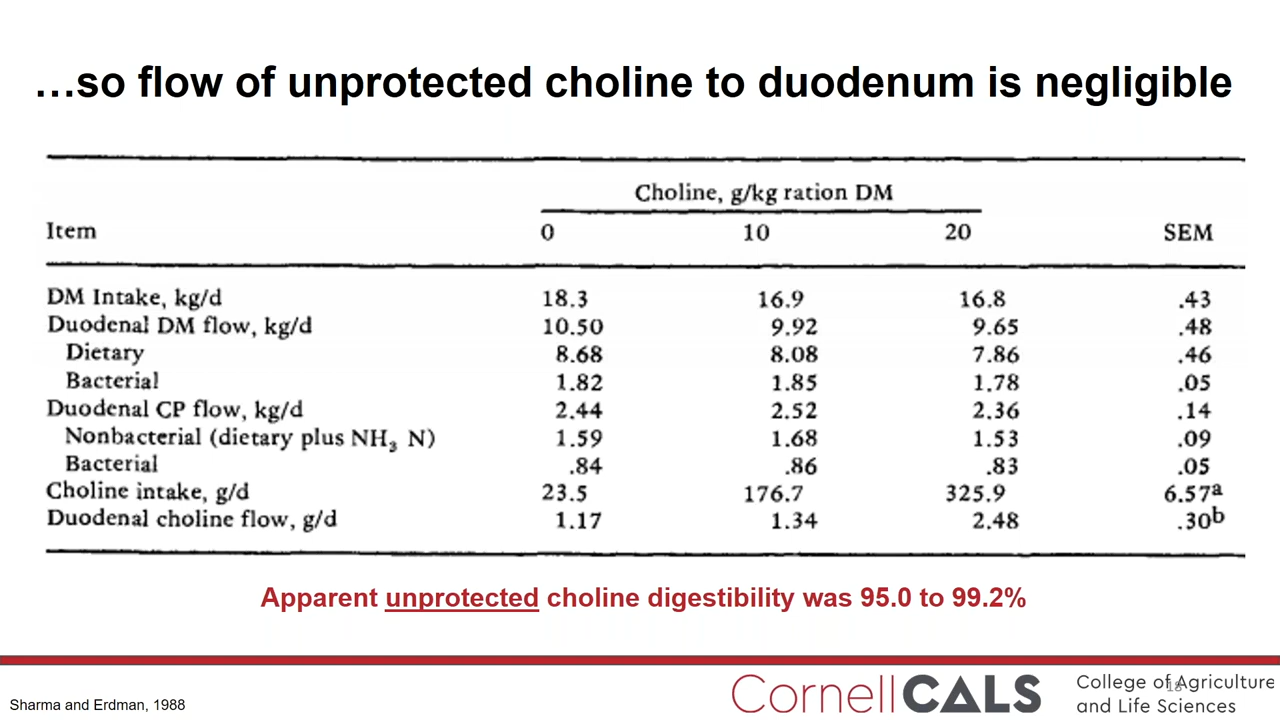 …so flow of unprotected choline to duodenum is negligible
Choline, g/kg ration DM
Item 0 10 20 SEM
DM Intake, kg/d 18.3 16.9 16.8 .43
Duodenal DM flow, kg/d 10.50 9.92 9.65 .48
Dietary 8.68 8.08 7.86 .46
Bacterial 1.82 1.85 1.78 .05
Duodenal CP flow, kg/d 2.44 2.52 2.36 .14
Nonbacterial (dietary plus NH₃ N) 1.59 1.68 1.53 .09
Bacterial .84 .86 .83 .05
Choline intake, g/d 23.5 176.7 325.9 6.57ᵃ
Duodenal choline flow, g/d 1.17 1.34 2.48 .30ᵇ
Apparent unprotected choline digestibility was 95.0 to 99.2%
Sharma and Erdman, 1988
CornellCALS
College of Agriculture
and Life Sciences